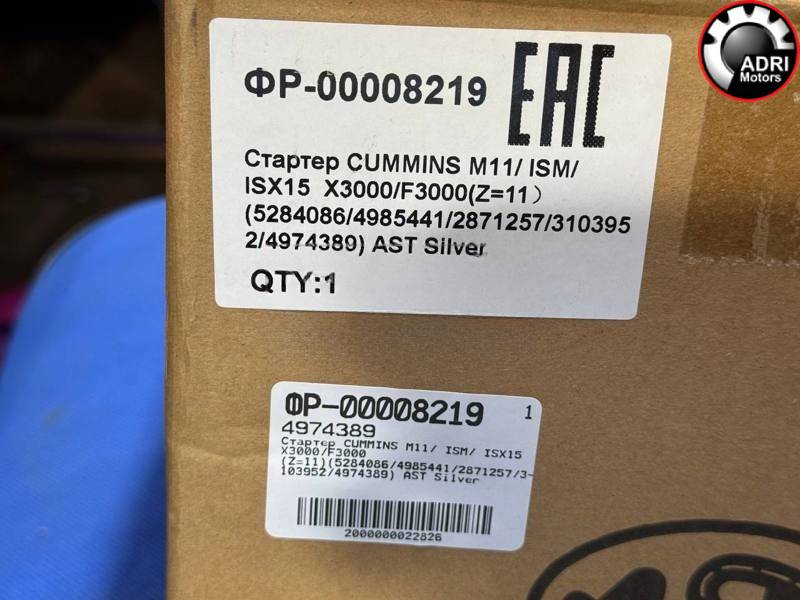 ADRI
Motors
ФР-00008219
EAC
Стартер CUMMINS M11/ ISM/
ISX15 X3000/F3000(Z=11)
(5284086/4985441/2871257/310395
2/4974389) AST Silver
QTY:1
ФР-00008219 1
4974389
Стартер CUMMINS M11/ ISM/ ISX15
X3000/F3000
(Z=11)(5284086/4985441/2871257/3-
103952/4974389) AST Silver
2000000022826